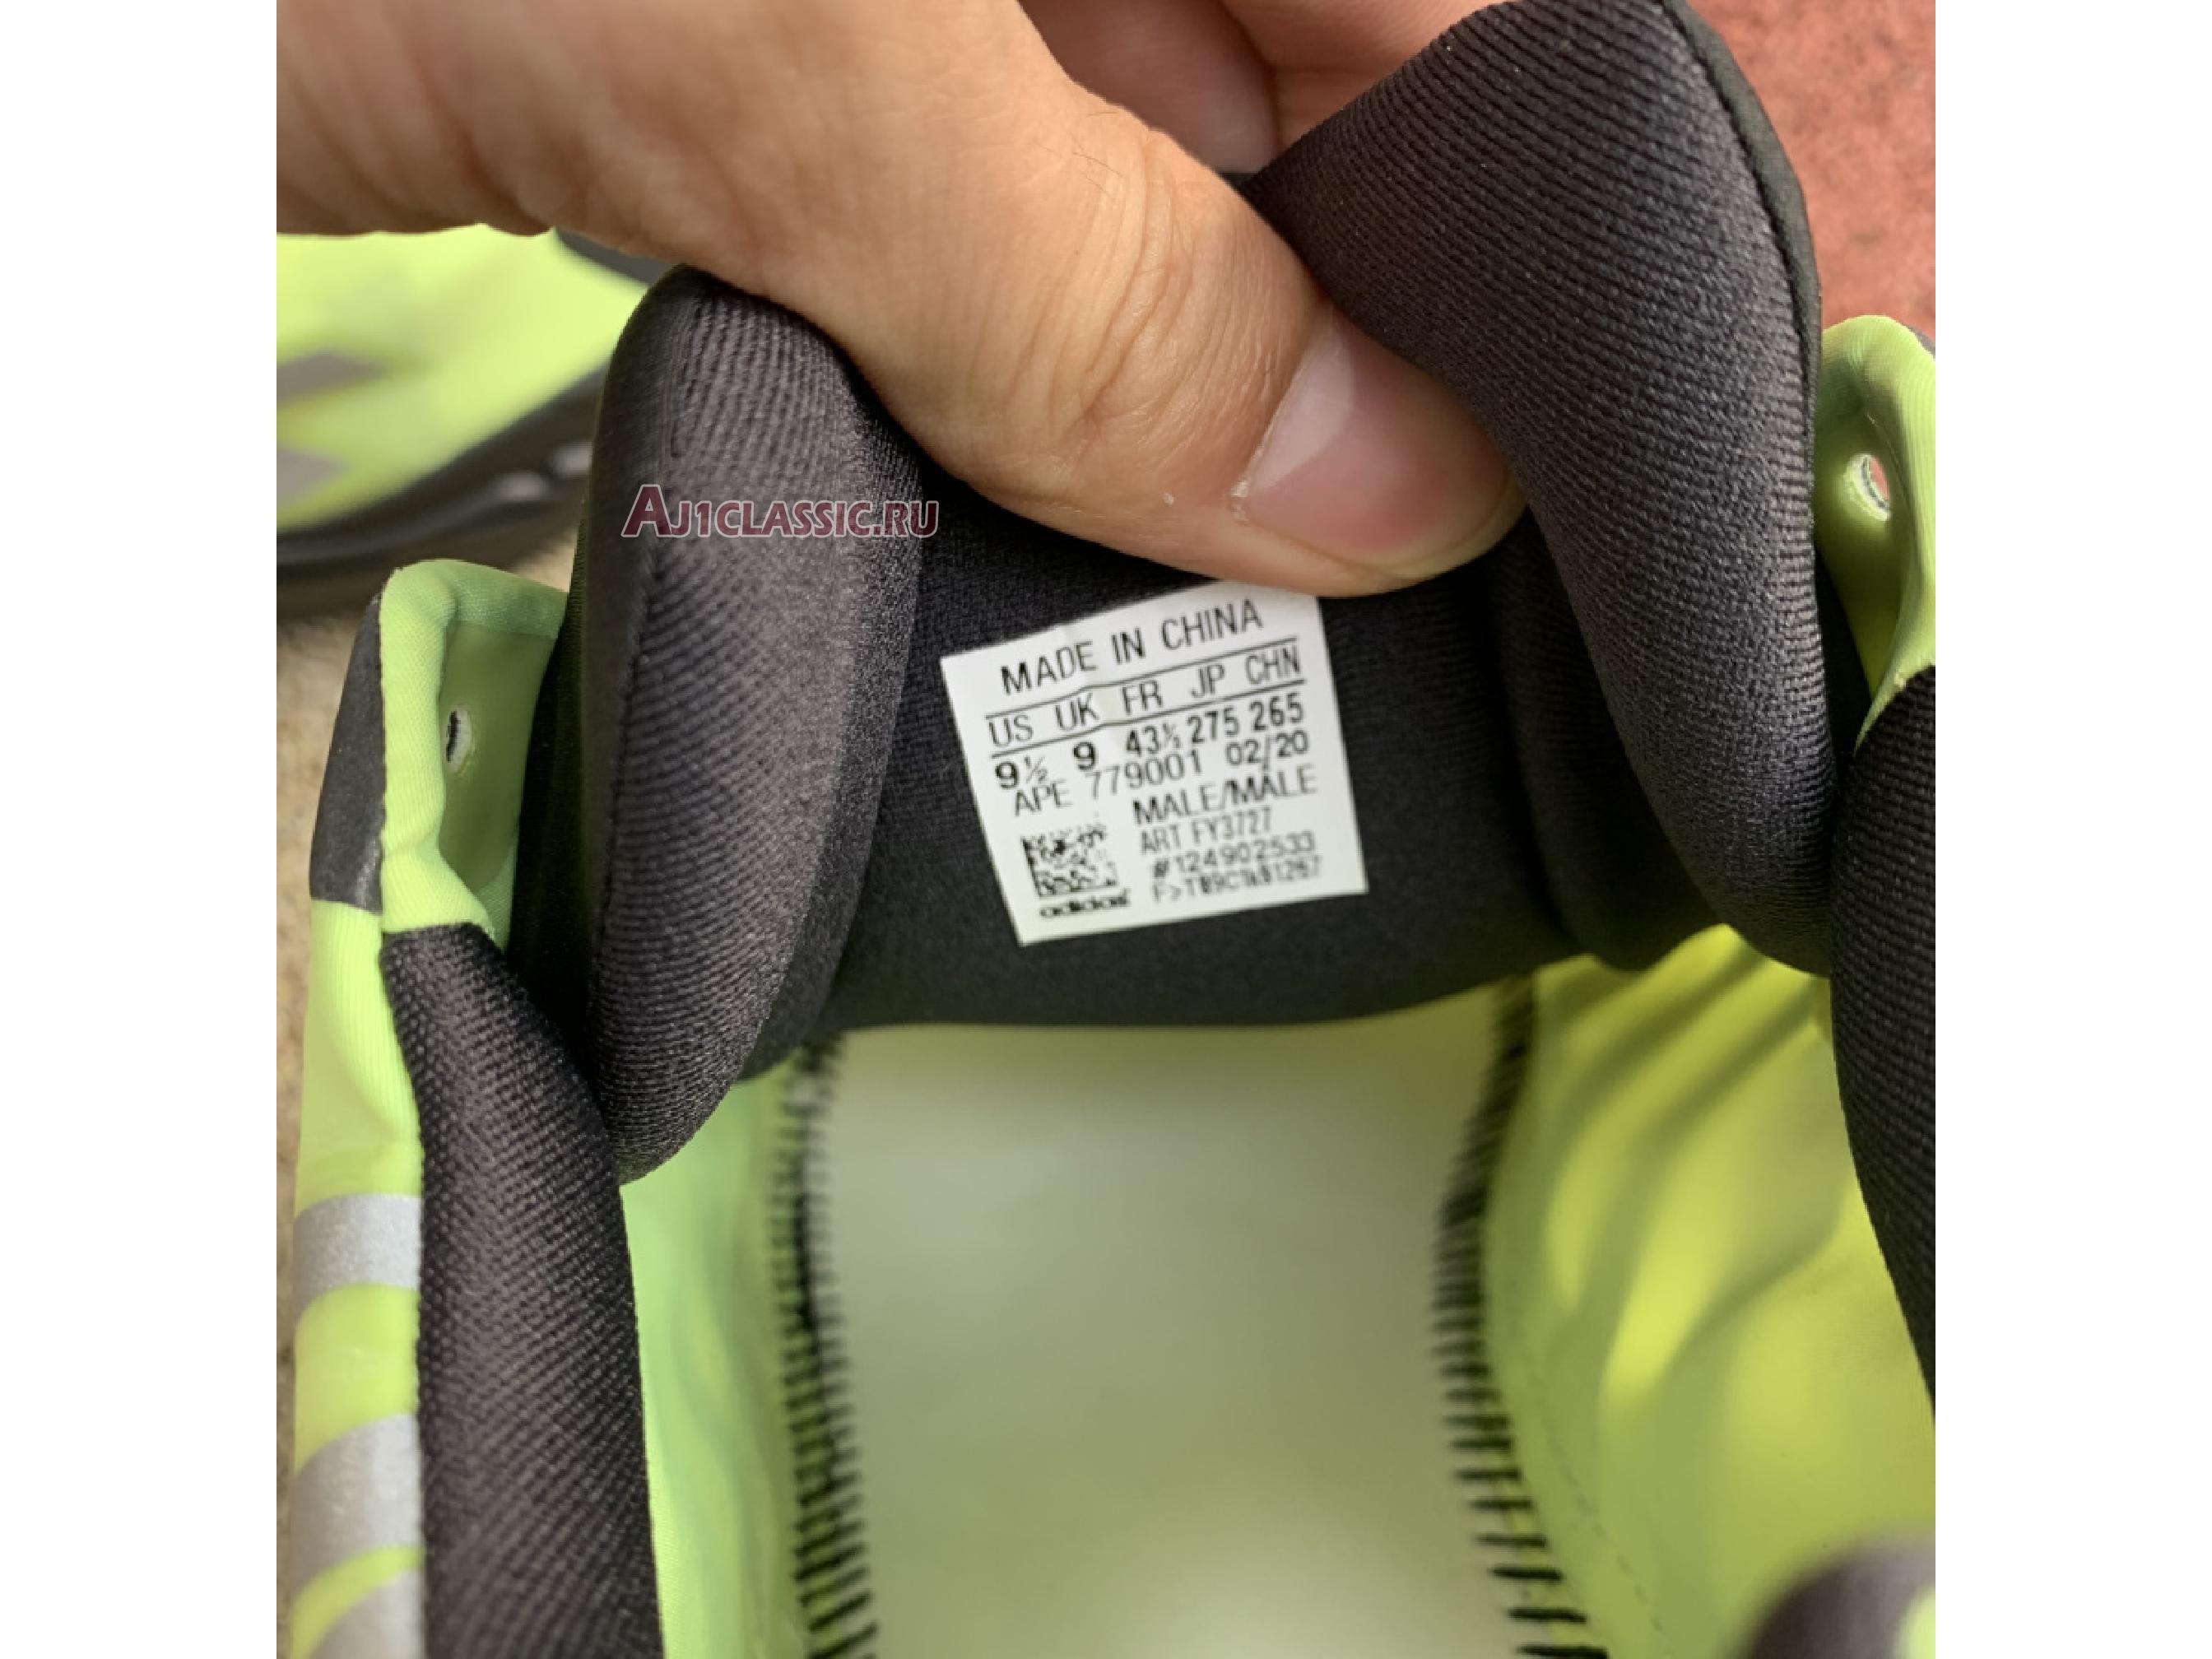 AJ1CLASSIC.RU
MADE IN CHINA
US UK FR JP CHN
9½ 9 43⅓ 275 265
APE 779001 02/20
MALE/MÂLE
ART FY3727
#124902533
adidas